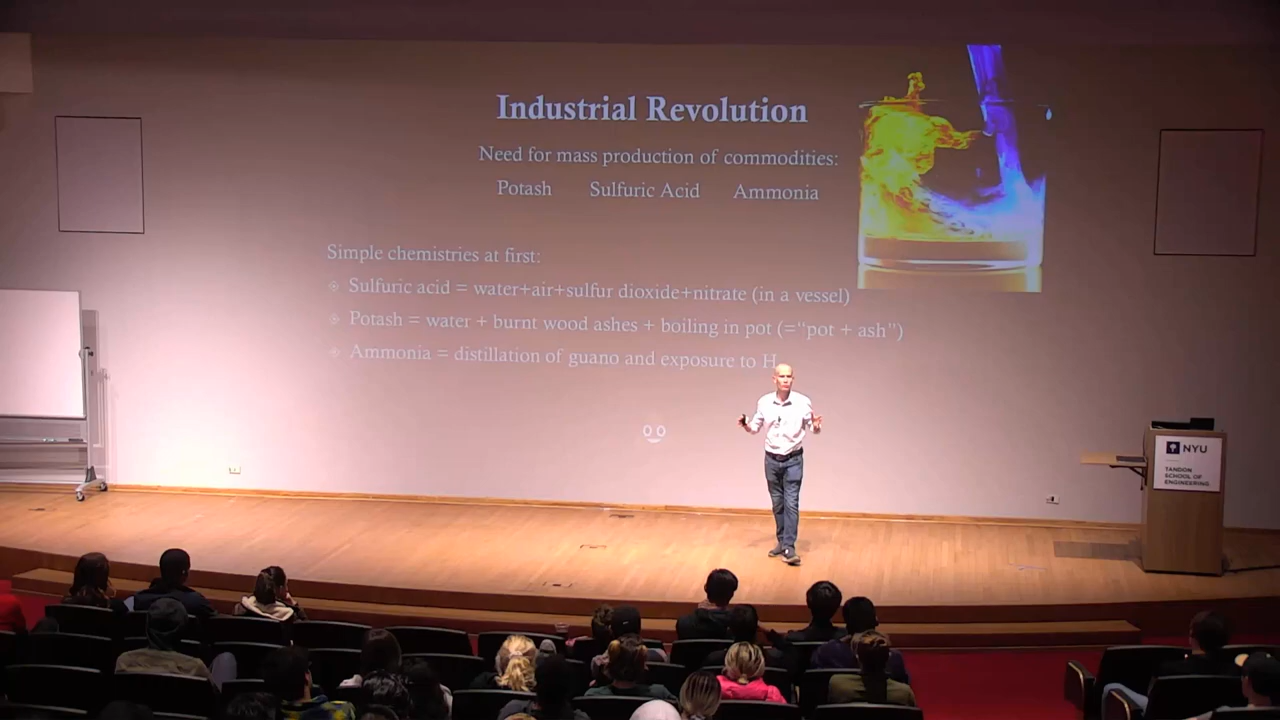 Industrial Revolution
Need for mass production of commodities:
Potash Sulfuric Acid Ammonia
Simple chemistries at first:
Sulfuric acid = water+air+sulfur dioxide+nitrate (in a vessel)
Potash = water + burnt wood ashes + boiling in pot (=“pot + ash”)
Ammonia = distillation of guano and exposure to H
NYU
TANDON
SCHOOL OF
ENGINEERING